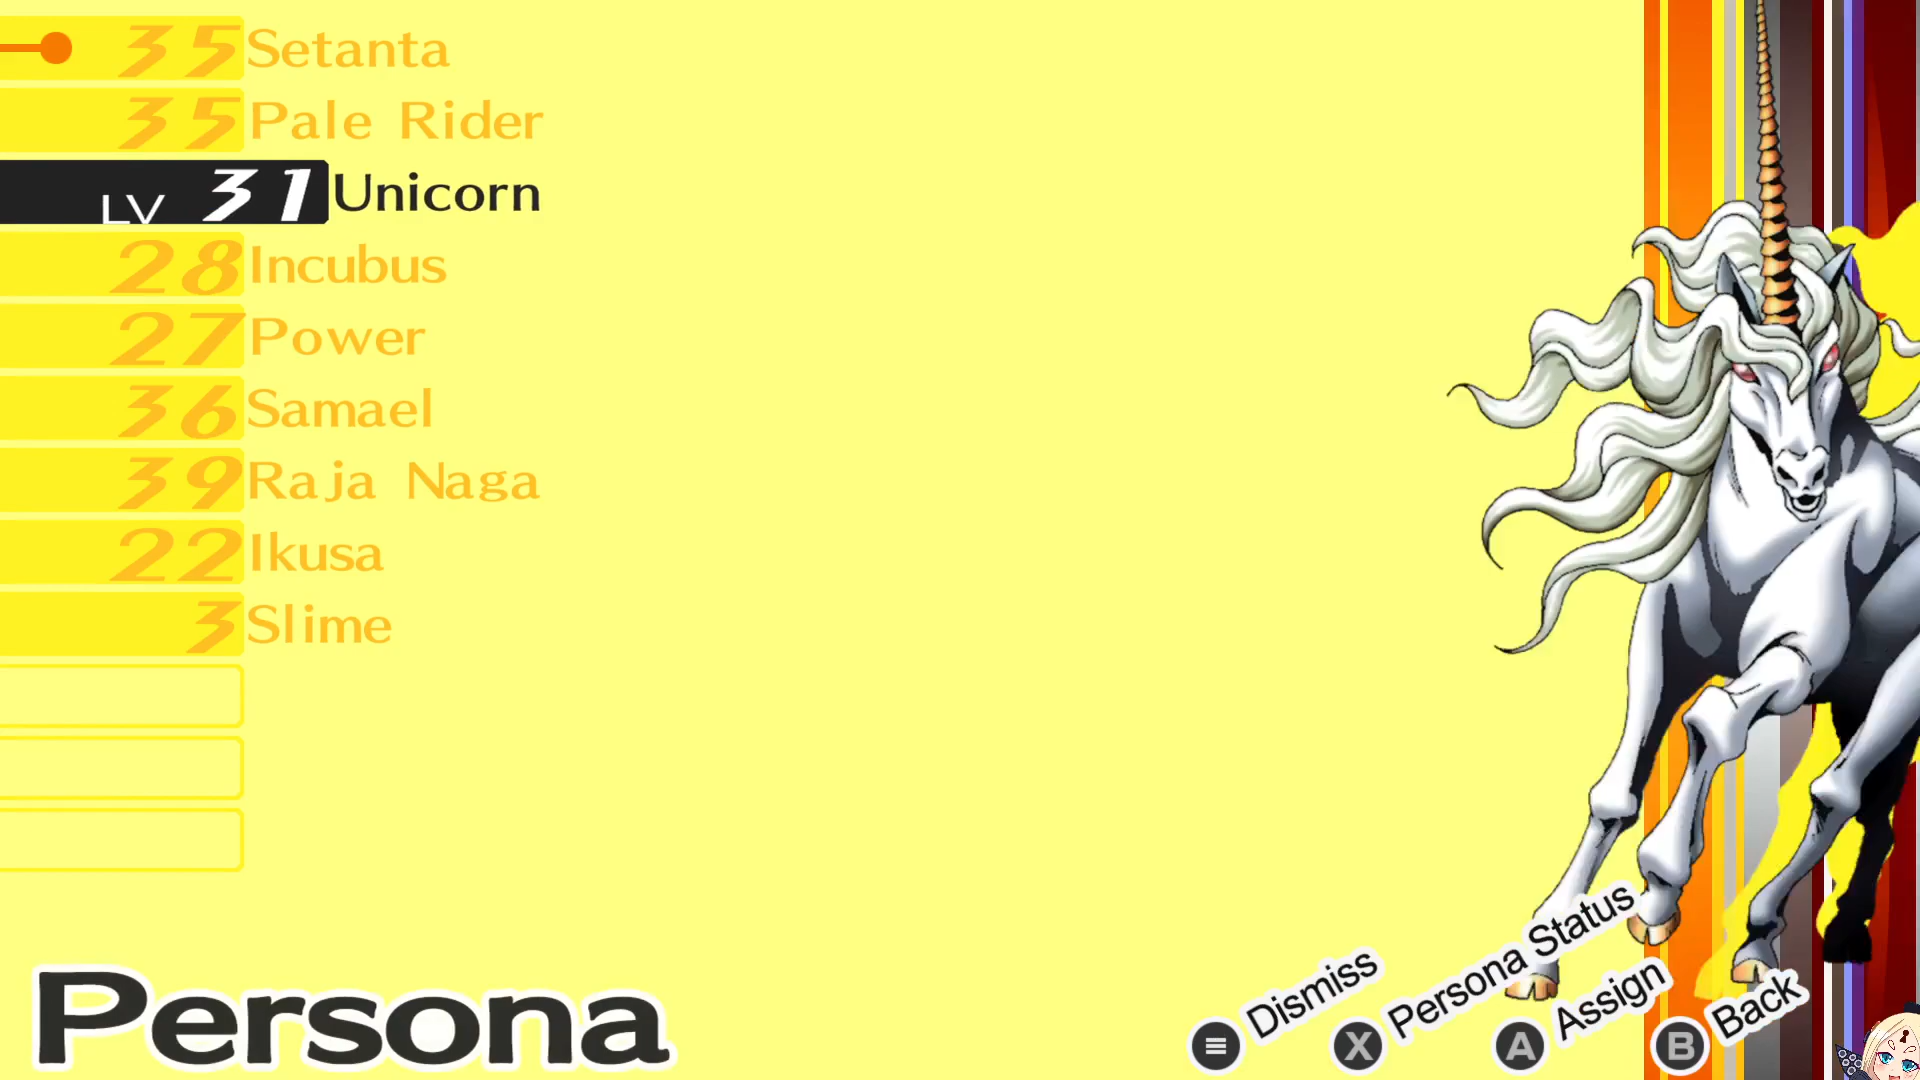 35 Setanta
35 Pale Rider
LV 31 Unicorn
28 Incubus
27 Power
36 Samael
39 Raja Naga
22 Ikusa
3 Slime
Persona
≡ Dismiss
X Persona Status
A Assign
B Back